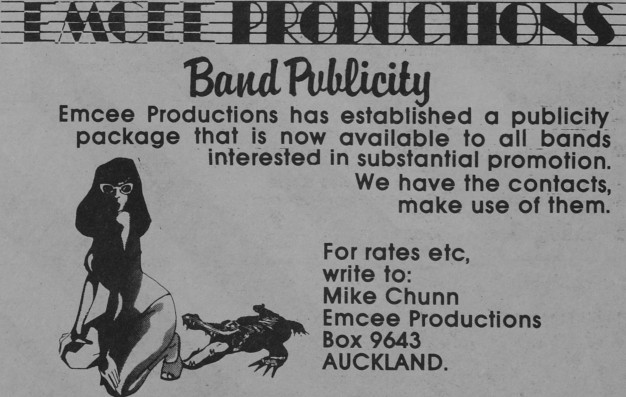 EMCEE PRODUCTIONS
Band Publicity
Emcee Productions has established a publicity
package that is now available to all bands
interested in substantial promotion.
We have the contacts,
make use of them.
For rates etc,
write to:
Mike Chunn
Emcee Productions
Box 9643
AUCKLAND.